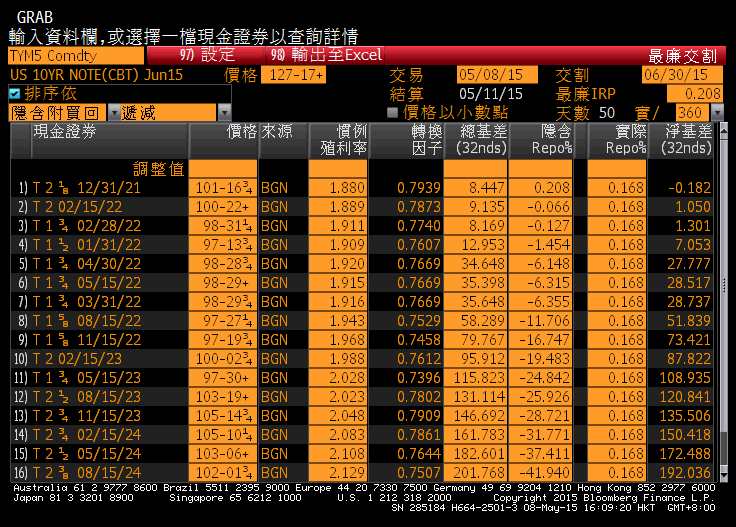 GRAB
輸入資料欄,或選擇一檔現金證券以查詢詳情
TYM5 Comdty 97) 設定 98) 輸出至Excel 最廉交割
US 10YR NOTE(CBT) Jun15 價格 127-17+ 交易 05/08/15 交割 06/30/15
排序依 結算 05/11/15 最廉IRP 0.208
隱含附買回 遞減 價格以小數點 天數 50 實/ 360
現金證券 價格 來源 慣例 轉換 總基差 隱含 實際 淨基差
殖利率 因子 (32nds) Repo% Repo% (32nds)
調整值
1) T 2 ⅛ 12/31/21 101-16¾ BGN 1.880 0.7939 8.447 0.208 0.168 -0.182
2) T 2 02/15/22 100-22+ BGN 1.889 0.7873 9.135 -0.066 0.168 1.050
3) T 1 ¾ 02/28/22 98-31¼ BGN 1.911 0.7740 8.169 -0.127 0.168 1.301
4) T 1 ½ 01/31/22 97-13¾ BGN 1.909 0.7607 12.953 -1.454 0.168 7.053
5) T 1 ¾ 04/30/22 98-28¾ BGN 1.920 0.7669 34.648 -6.148 0.168 27.777
6) T 1 ¾ 05/15/22 98-29+ BGN 1.915 0.7669 35.398 -6.315 0.168 28.517
7) T 1 ¾ 03/31/22 98-29¾ BGN 1.916 0.7669 35.648 -6.355 0.168 28.737
8) T 1 ⅝ 08/15/22 97-27¼ BGN 1.943 0.7529 58.289 -11.706 0.168 51.839
9) T 1 ⅝ 11/15/22 97-19¾ BGN 1.968 0.7458 79.767 -16.747 0.168 73.421
10) T 2 02/15/23 100-02¾ BGN 1.988 0.7612 95.912 -19.483 0.168 87.822
11) T 1 ¾ 05/15/23 97-30+ BGN 2.028 0.7396 115.823 -24.842 0.168 108.935
12) T 2 ½ 08/15/23 103-19+ BGN 2.023 0.7802 131.114 -25.926 0.168 120.841
13) T 2 ¾ 11/15/23 105-14¾ BGN 2.048 0.7909 146.692 -28.721 0.168 135.506
14) T 2 ¾ 02/15/24 105-10¼ BGN 2.083 0.7861 161.783 -31.771 0.168 150.418
15) T 2 ½ 05/15/24 103-06+ BGN 2.108 0.7644 182.601 -37.411 0.168 172.488
16) T 2 ⅜ 08/15/24 102-01¾ BGN 2.129 0.7507 201.768 -41.940 0.168 192.036
Australia 61 2 9777 8600 Brazil 5511 2395 9000 Europe 44 20 7330 7500 Germany 49 69 9204 1210 Hong Kong 852 2977 6000
Japan 81 3 3201 8900 Singapore 65 6212 1000 U.S. 1 212 318 2000 Copyright 2015 Bloomberg Finance L.P.
SN 285184 H664-2501-3 08-May-15 16:09:20 HKT GMT+8:00